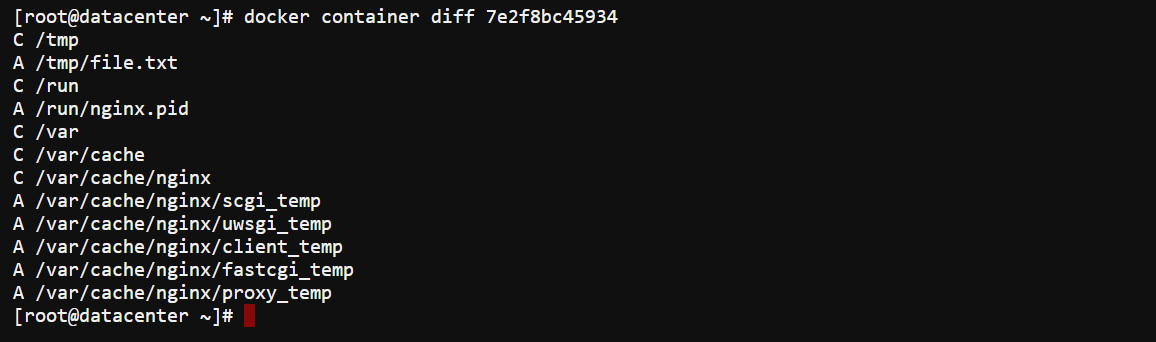 [root@datacenter ~]# docker container diff 7e2f8bc45934
C /tmp
A /tmp/file.txt
C /run
A /run/nginx.pid
C /var
C /var/cache
C /var/cache/nginx
A /var/cache/nginx/scgi_temp
A /var/cache/nginx/uwsgi_temp
A /var/cache/nginx/client_temp
A /var/cache/nginx/fastcgi_temp
A /var/cache/nginx/proxy_temp
[root@datacenter ~]#